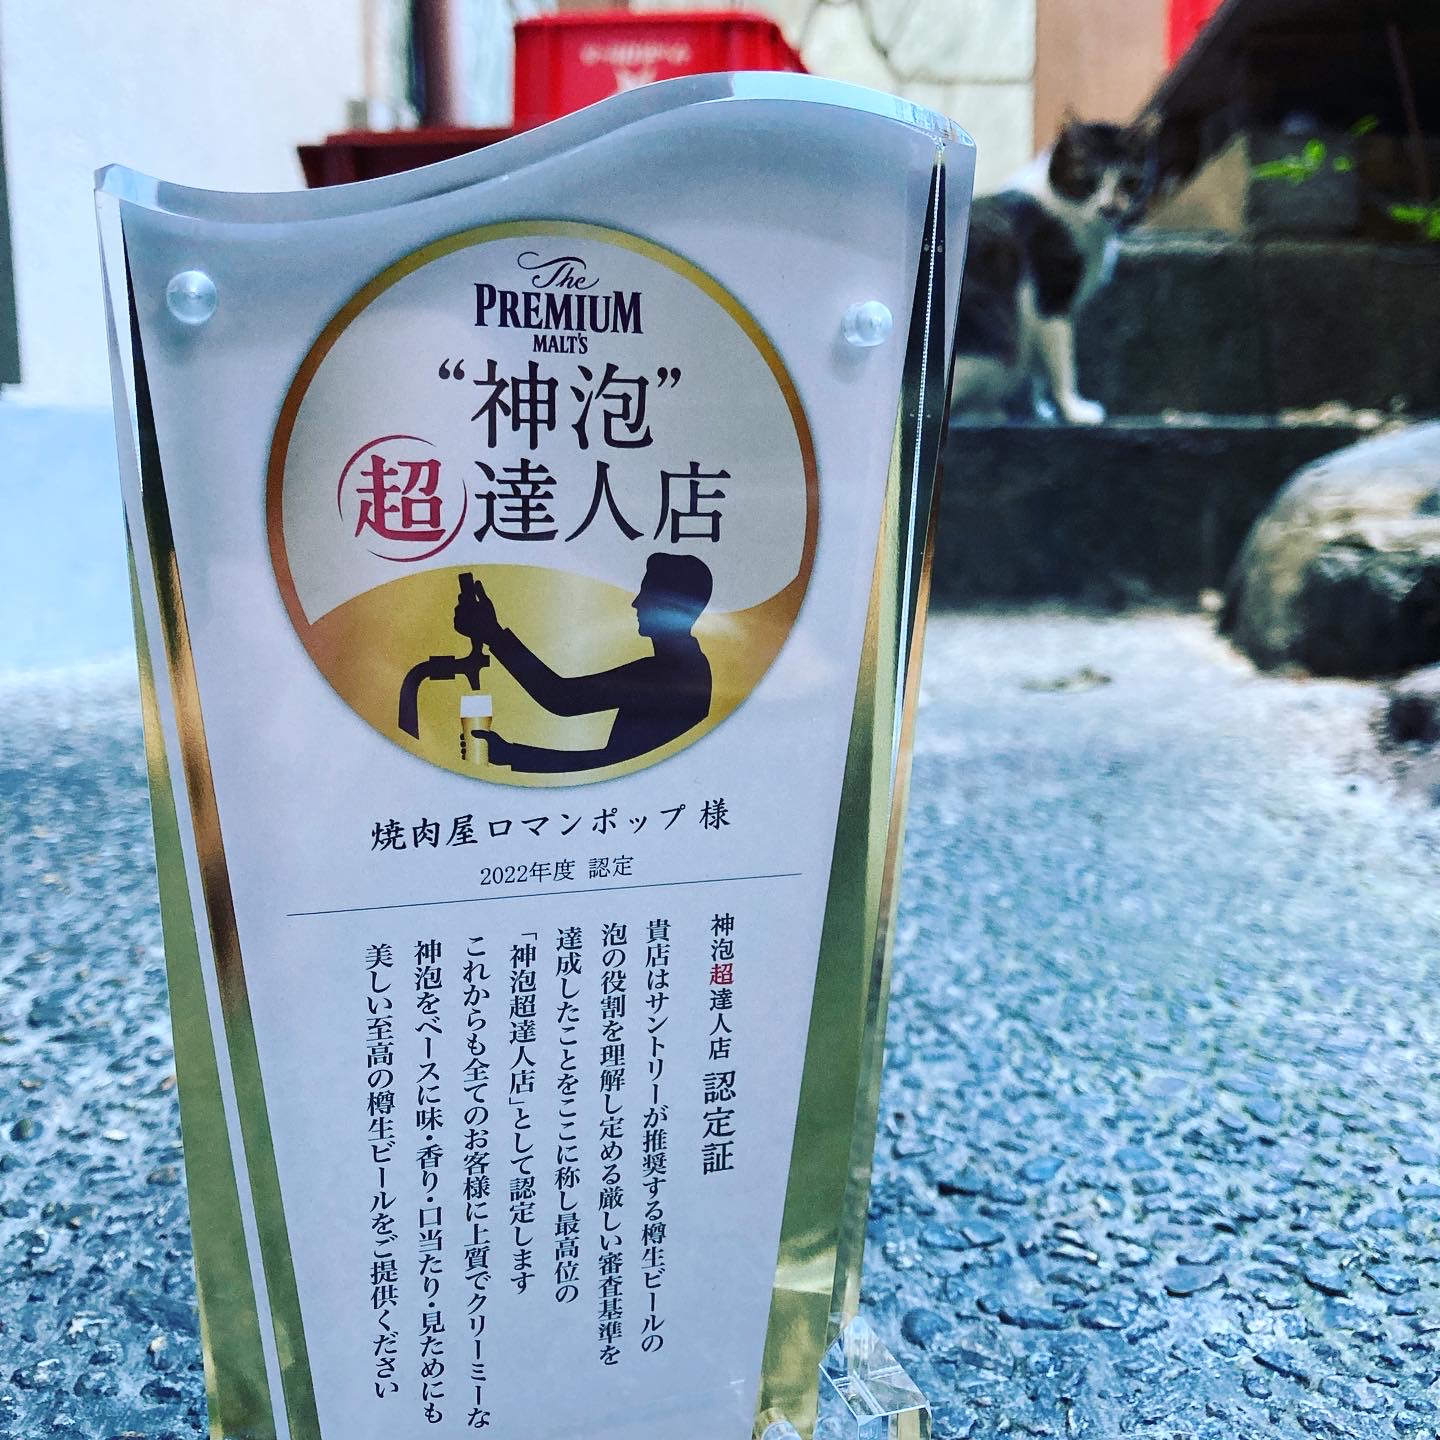 The
PREMIUM
MALT'S
“神泡”
超達人店
焼肉屋ロマンポップ 様
2022年度 認定
神泡超達人店 認定証
貴店はサントリーが推奨する樽生ビールの
泡の役割を理解し定める厳しい審査基準を
達成したことをここに称し最高位の
「神泡超達人店」として認定します
これからも全てのお客様に上質でクリーミーな
神泡をベースに味・香り・口当たり・見ためにも
美しい至高の樽生ビールをご提供ください